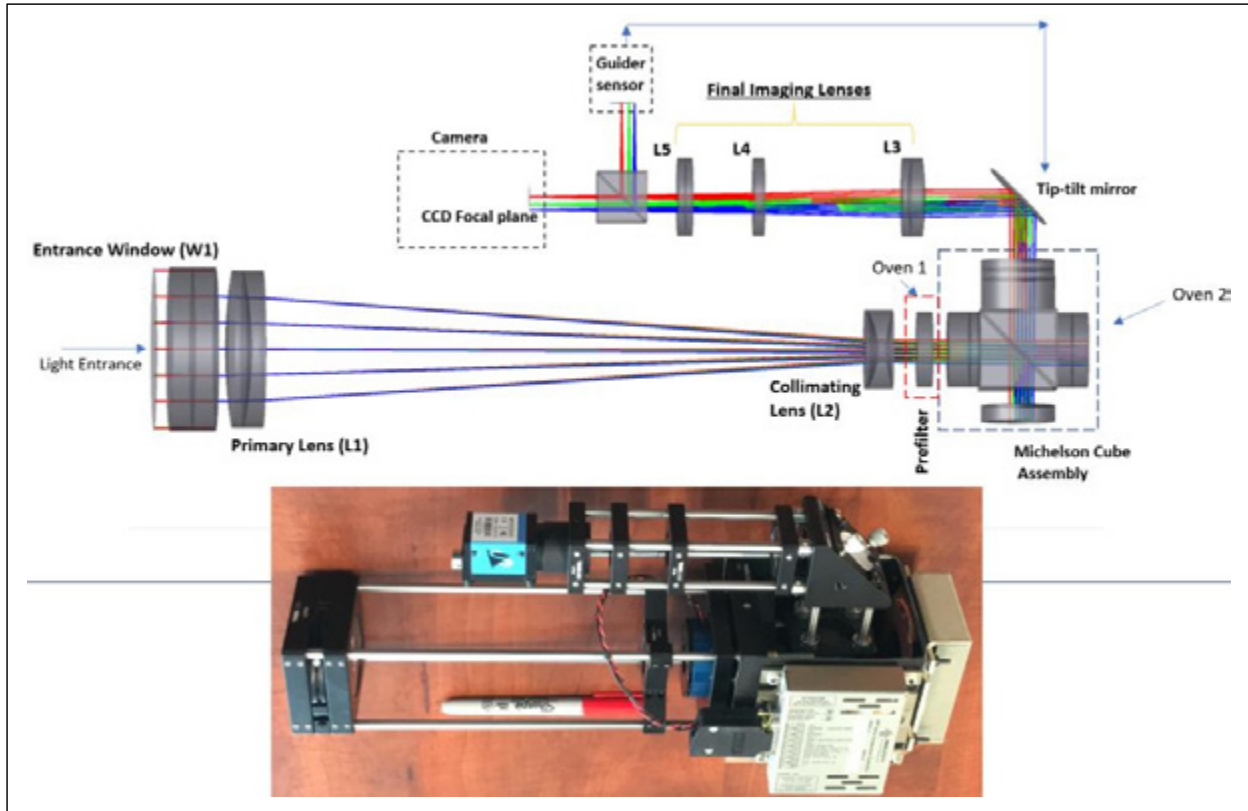 Guider
sensor
Final Imaging Lenses
Camera
L5
L4
L3
Tip-tilt mirror
CCD Focal plane
Entrance Window (W1)
Oven 1
Oven 2
Light Entrance
Collimating
Lens (L2)
Prefilter
Primary Lens (L1)
Michelson Cube
Assembly
Sharpie